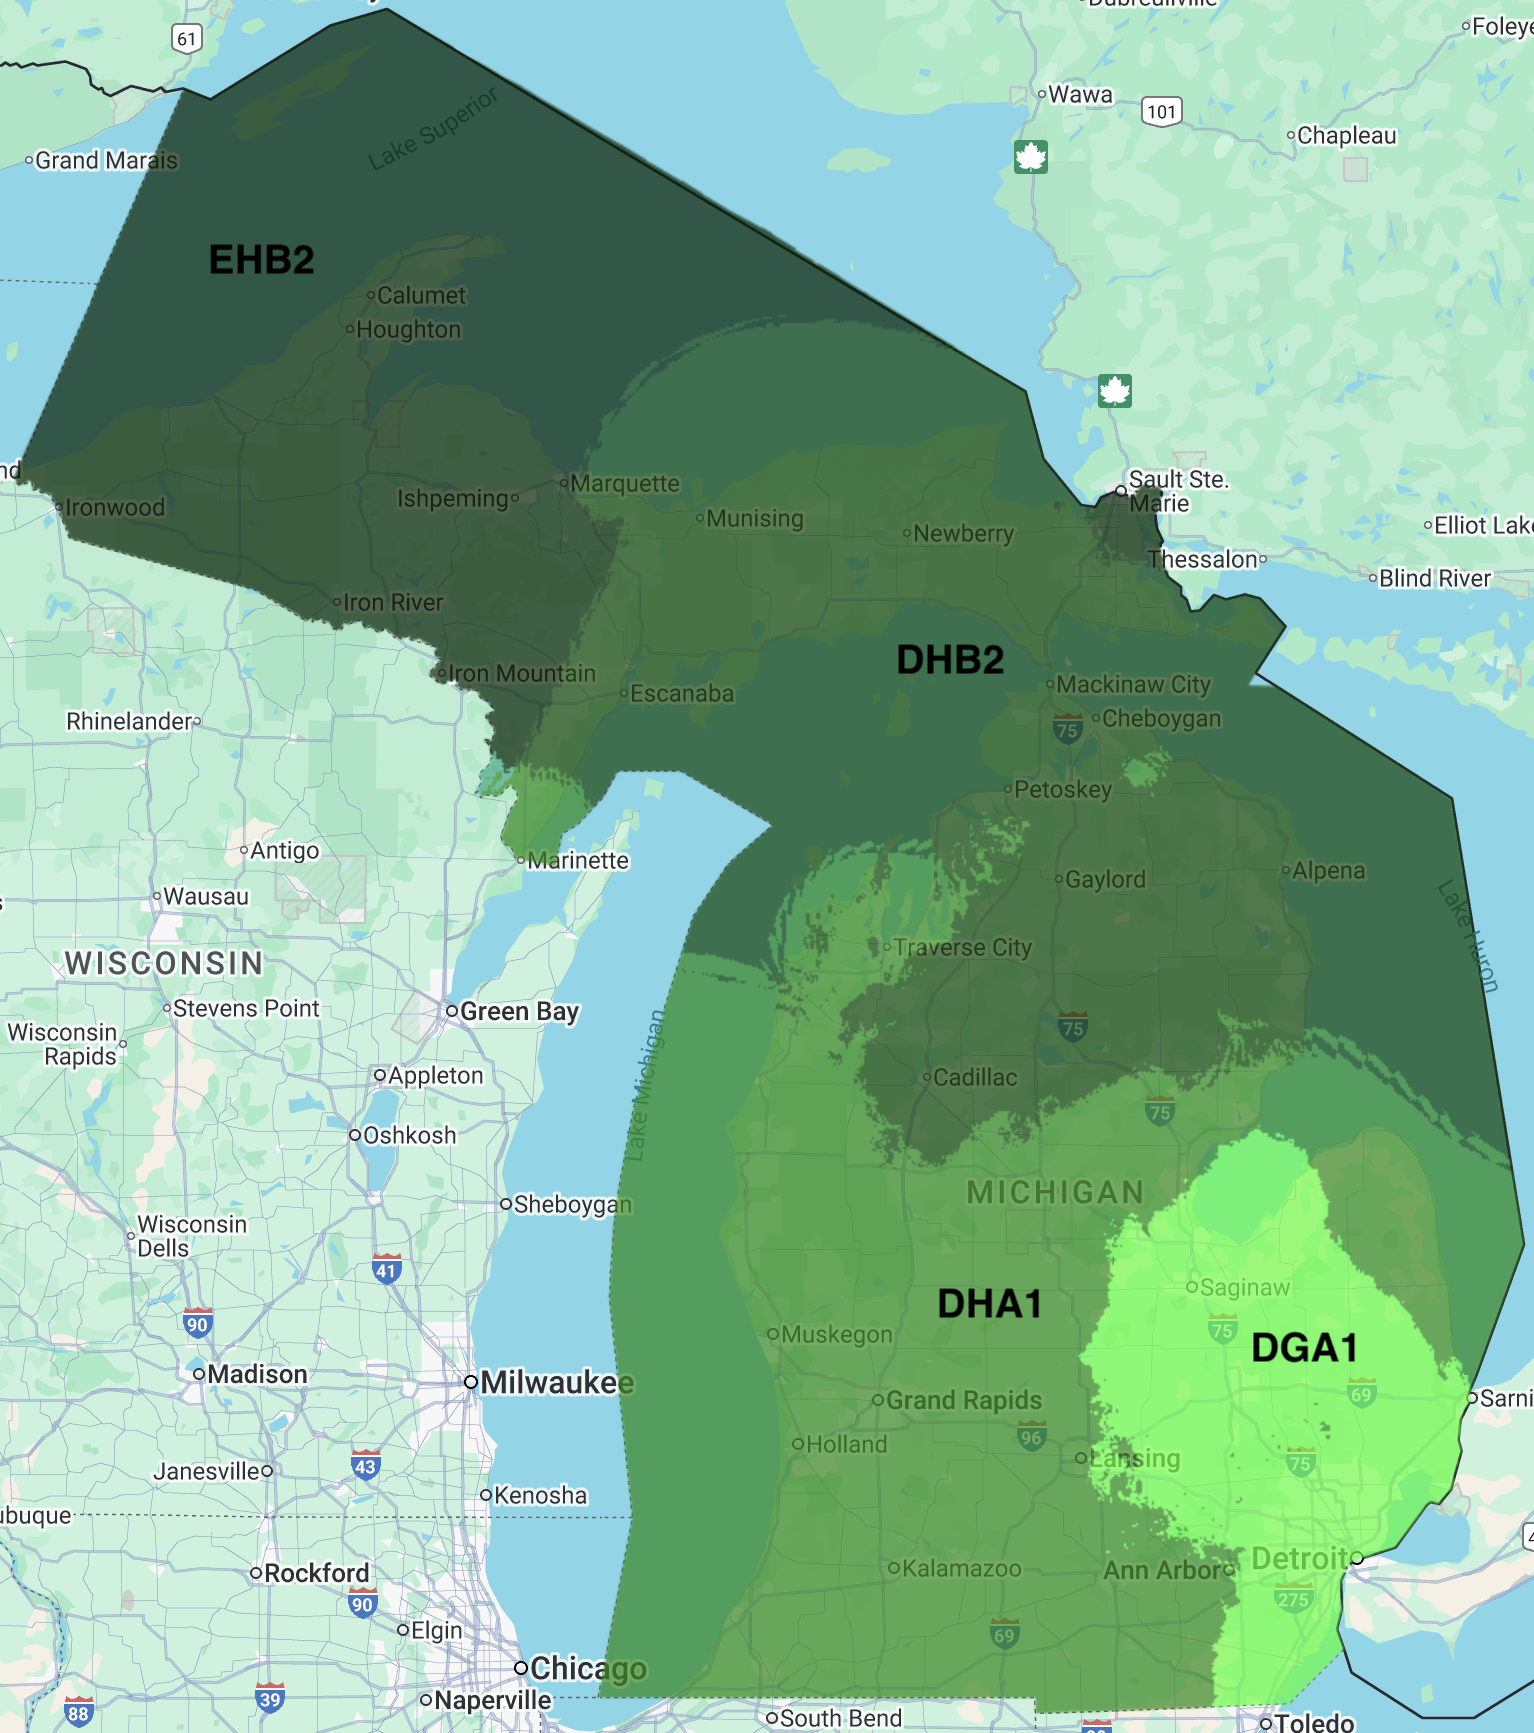 61
Dubreuilville
Foleye
Wawa
101
Chapleau
Grand Marais
Lake Superior
EHB2
Calumet
Houghton
nd
Ironwood
Ishpeming
Marquette
Munising
Newberry
Sault Ste.
Marie
Elliot Lake
Thessalon
Blind River
Iron River
Iron Mountain
Escanaba
DHB2
Mackinaw City
75
Cheboygan
Rhinelander
Petoskey
Antigo
Marinette
Gaylord
Alpena
Wausau
s
WISCONSIN
Traverse City
Lake Huron
Stevens Point
Green Bay
Wisconsin
Rapids
75
Lake Michigan
Appleton
Cadillac
75
Oshkosh
MICHIGAN
Sheboygan
Wisconsin
Dells
41
90
Saginaw
75
DHA1
DGA1
Muskegon
Madison
Milwaukee
Grand Rapids
69
Sarni
96
Holland
Lansing
75
Janesville
43
Kenosha
ubuque
4
Rockford
90
Kalamazoo
Ann Arbor
Detroit
275
Elgin
69
Chicago
39
Naperville
88
South Bend
Toledo